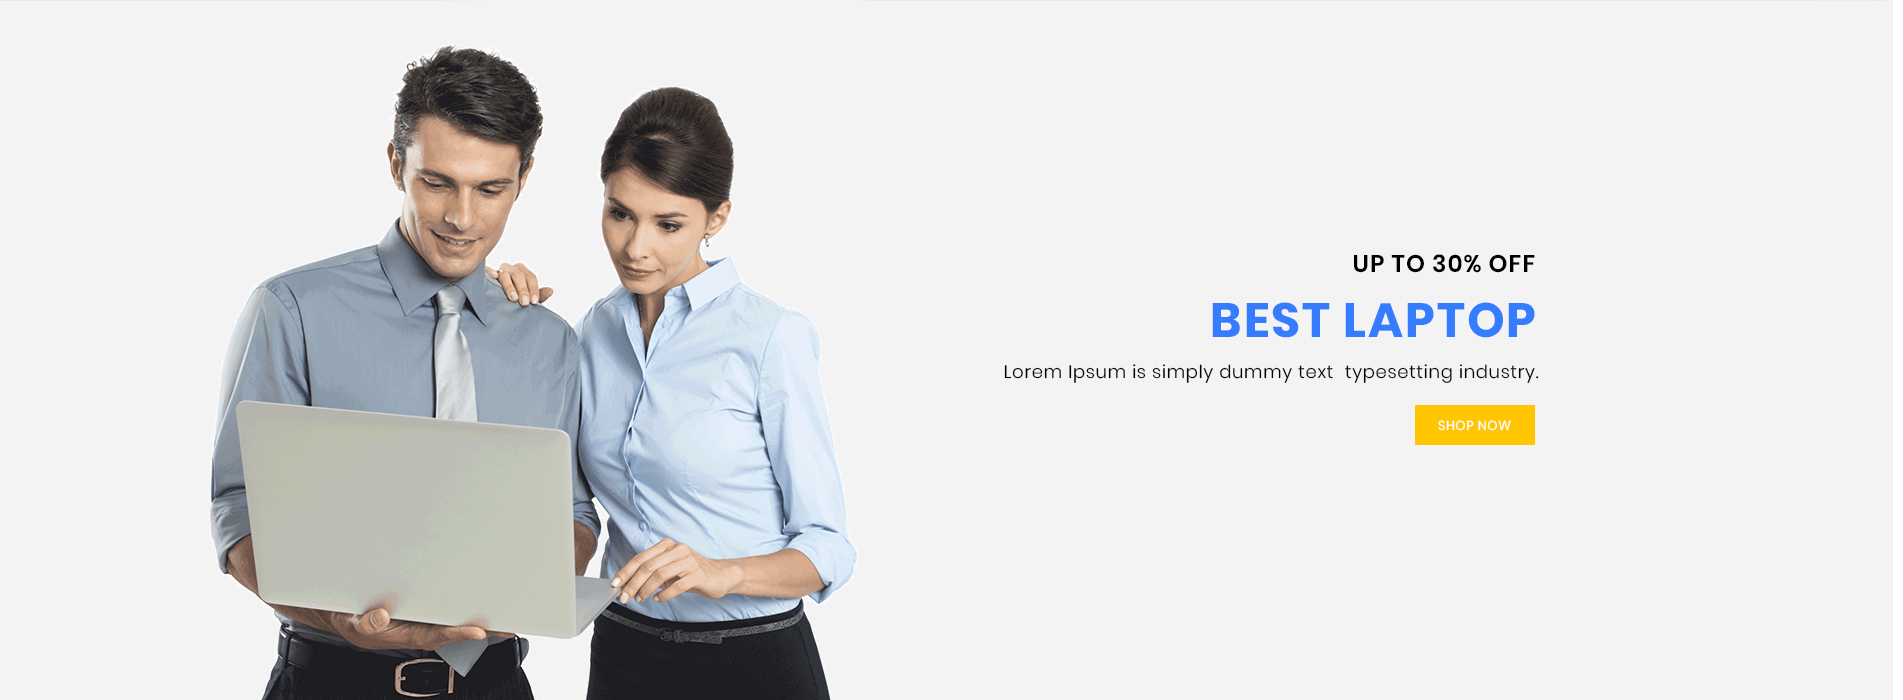 UP TO 30% OFF
BEST LAPTOP
Lorem Ipsum is simply dummy text  typesetting industry.
SHOP NOW